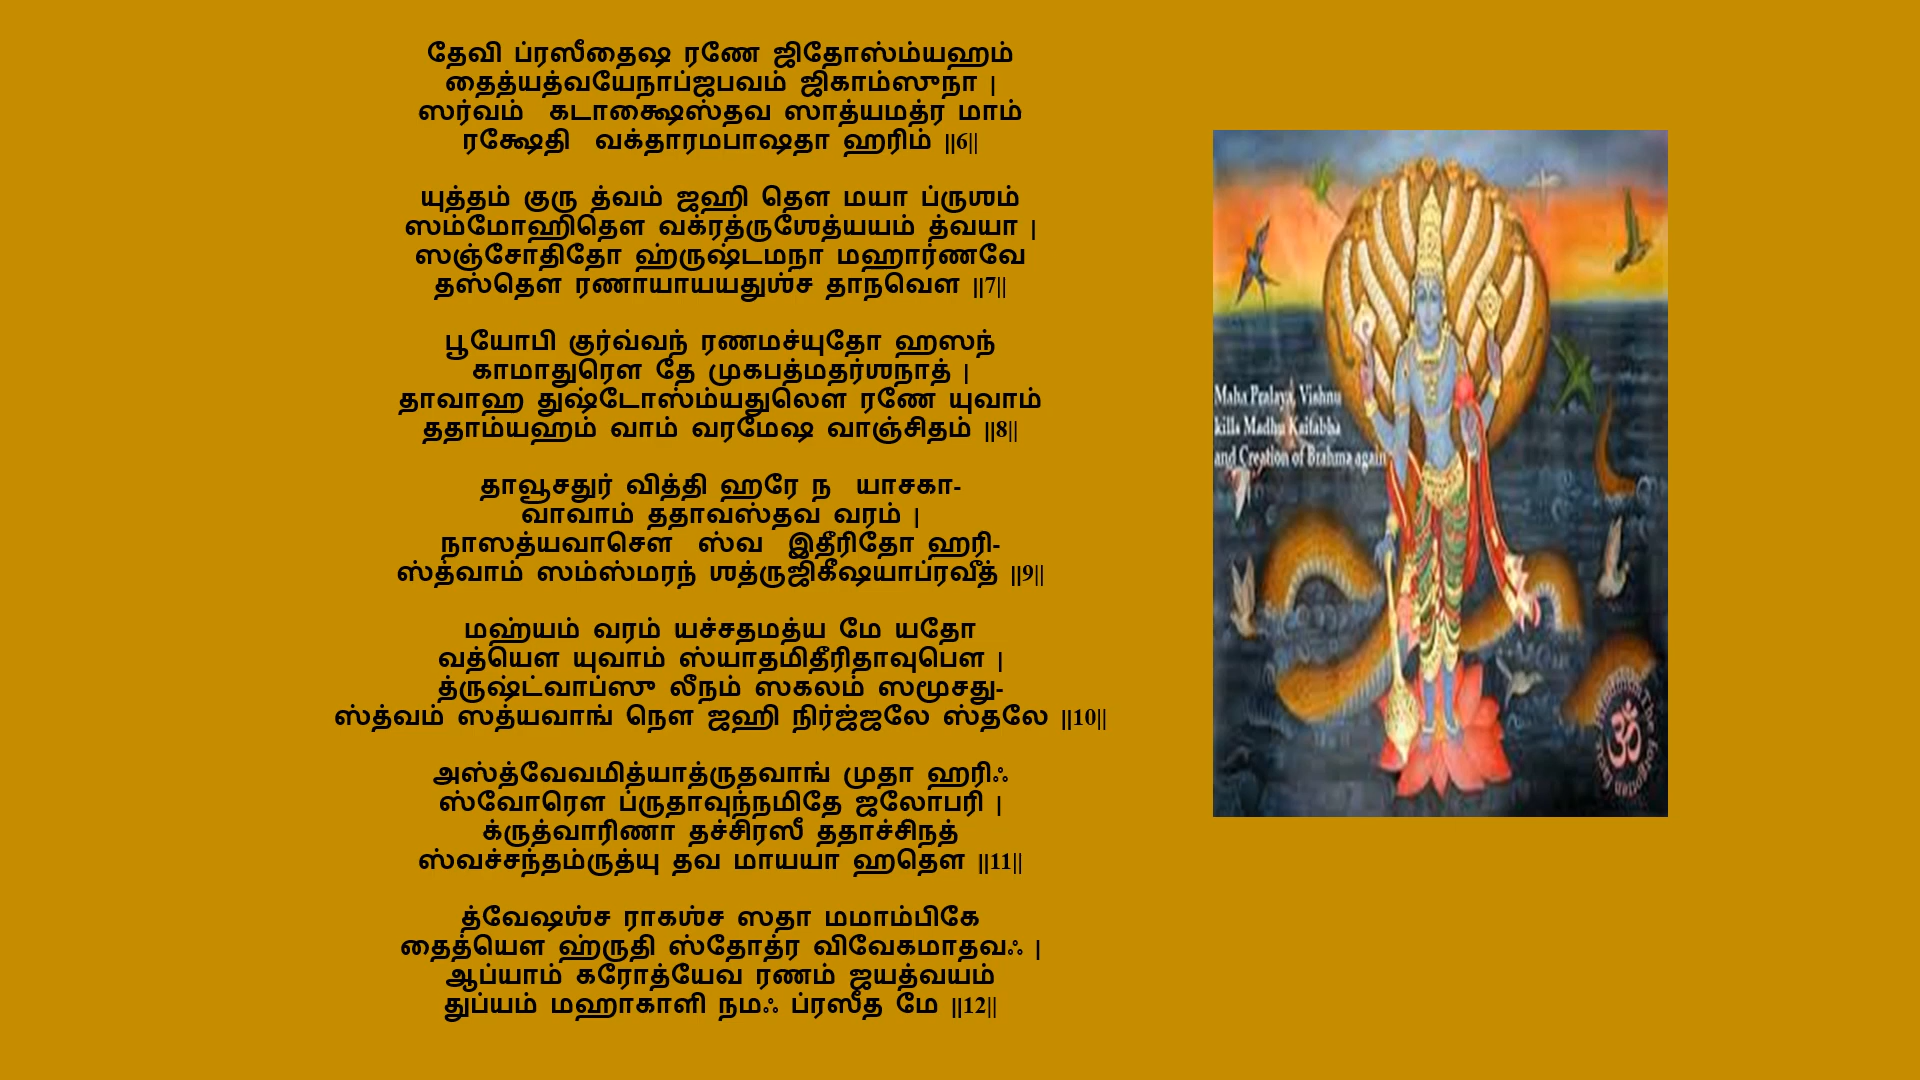 தேவி ப்ரஸீதைஷ ரணே ஜிதோஸ்ம்யஹம்
தைத்யத்வயேநாப்ஜபவம் ஜிகாம்ஸுநா |
ஸர்வம் கடாக்ஷைஸ்தவ ஸாத்யமத்ர மாம்
ரக்ஷேதி வக்தாரமபாஷதா ஹரிம் ||6||
யுத்தம் குரு த்வம் ஜஹி தௌ மயா ப்ருஶம்
ஸம்மோஹிதௌ வக்ரத்ருஶேத்யயம் த்வயா |
ஸஞ்சோதிதோ ஹ்ருஷ்டமநா மஹார்ணவே
தஸ்தௌ ரணாயாயயதுஶ்ச தாநவௌ ||7||
பூயோபி குர்வ்வந் ரணமச்யுதோ ஹஸந்
காமாதுரௌ தே முகபத்மதர்ஶநாத் |
தாவாஹ துஷ்டோஸ்ம்யதுலௌ ரணே யுவாம்
ததாம்யஹம் வாம் வரமேஷ வாஞ்சிதம் ||8||
தாவூசதுர் வித்தி ஹரே ந யாசகா-
வாவாம் ததாவஸ்தவ வரம் |
நாஸத்யவாசௌ ஸ்வ இதீரிதோ ஹரி-
ஸ்த்வாம் ஸம்ஸ்மரந் ஶத்ருஜிகீஷயாப்ரவீத் ||9||
மஹ்யம் வரம் யச்சதமத்ய மே யதோ
வத்யௌ யுவாம் ஸ்யாதமிதீரிதாவுபௌ |
த்ருஷ்ட்வாப்ஸு லீநம் ஸகலம் ஸமூசது-
ஸ்த்வம் ஸத்யவாங் நௌ ஜஹி நிர்ஜ்ஜலே ஸ்தலே ||10||
அஸ்த்வேவமித்யாத்ருதவாங் முதா ஹரிஃ
ஸ்வோரௌ ப்ருதாவுந்நமிதே ஜலோபரி |
க்ருத்வாரிணா தச்சிரஸீ ததாச்சிநத்
ஸ்வச்சந்தம்ருத்யு தவ மாயயா ஹதௌ ||11||
த்வேஷஶ்ச ராகஶ்ச ஸதா மமாம்பிகே
தைத்யௌ ஹ்ருதி ஸ்தோத்ர விவேகமாதவஃ |
ஆப்யாம் கரோத்யேவ ரணம் ஜயத்வயம்
துப்யம் மஹாகாளி நமஃ ப்ரஸீத மே ||12||
Maha Pralaya, Vishnu
kills Madhu Kaitabha
and Creation of Brahma again
ॐ